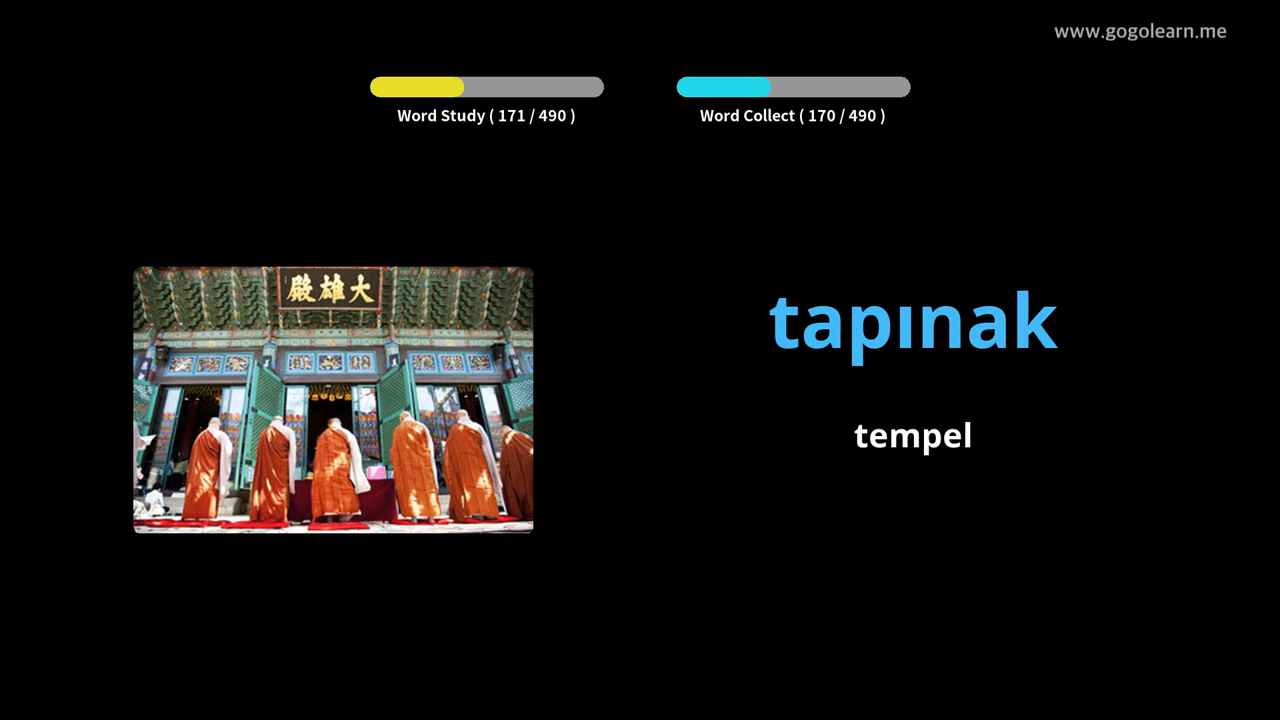 www.gogolearn.me
Word Study ( 171 / 490 )
Word Collect ( 170 / 490 )
殿雄大
tapınak
tempel